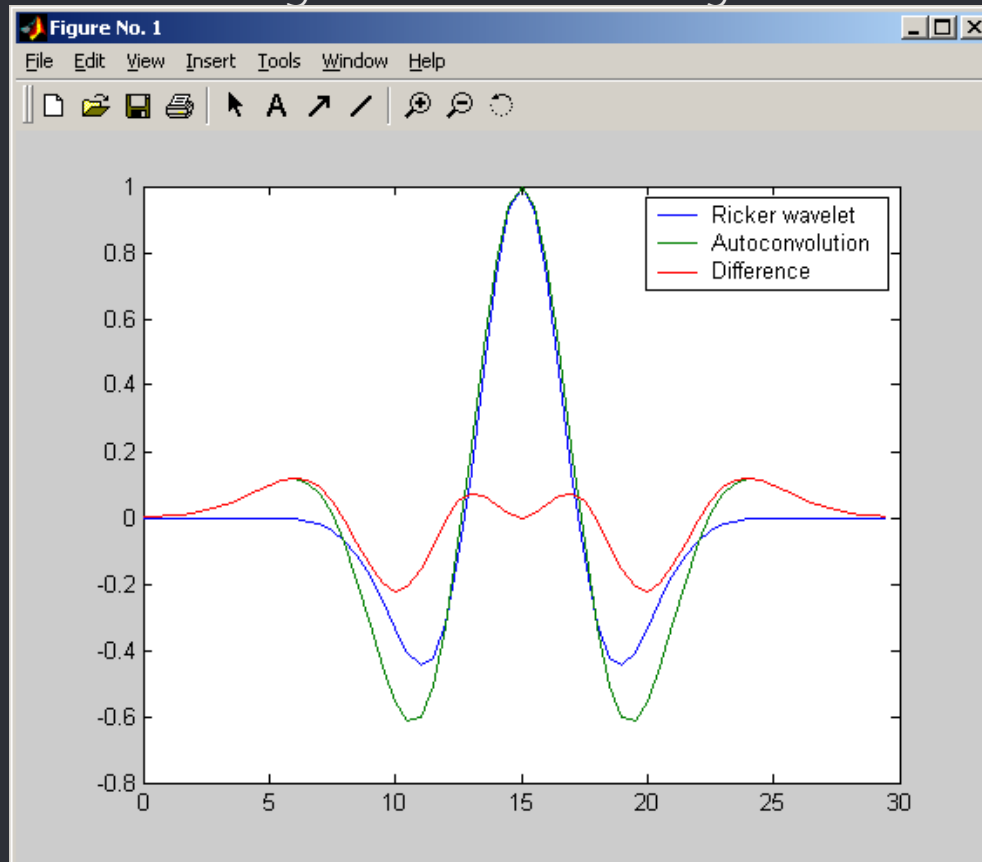 Figure No. 1
File Edit View Insert Tools Window Help
A
1
0.8
0.6
0.4
0.2
0
-0.2
-0.4
-0.6
-0.8
Ricker wavelet
Autoconvolution
Difference
0 5 10 15 20 25 30